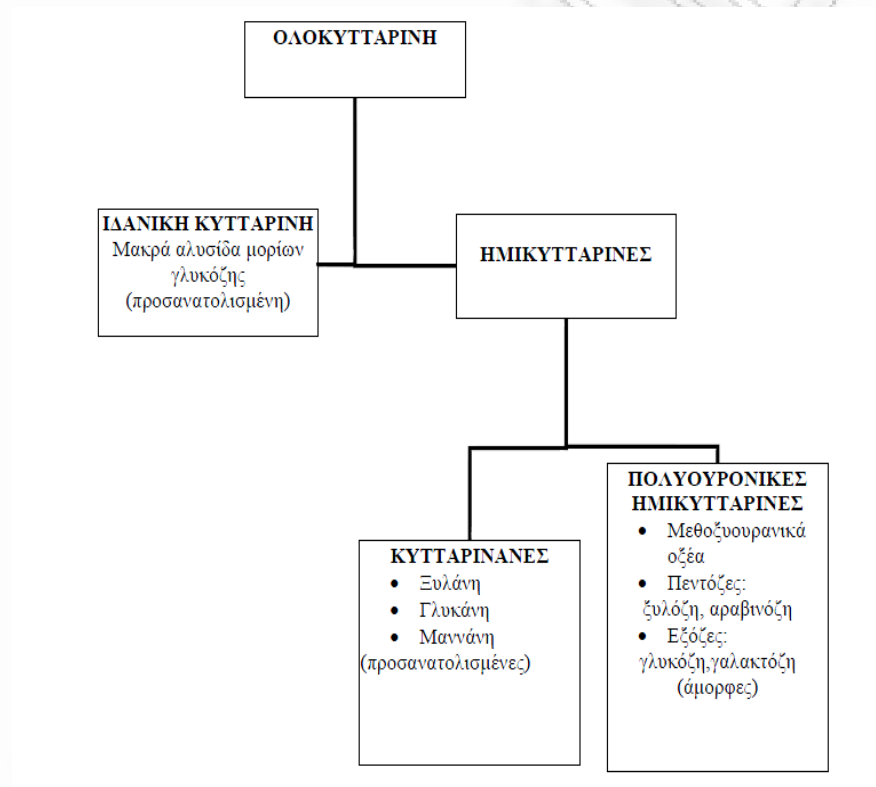 ΟΛΟΚΥΤΤΑΡΙΝΗ
ΙΔΑΝΙΚΗ ΚΥΤΤΑΡΙΝΗ
Μακρά αλυσίδα μορίων
γλυκόζης
(προσανατολισμένη)
ΗΜΙΚΥΤΤΑΡΙΝΕΣ
ΚΥΤΤΑΡΙΝΑΝΕΣ
• Ξυλάνη
• Γλυκάνη
• Μαννάνη
(προσανατολισμένες)
ΠΟΛΥΟΥΡΟΝΙΚΕΣ
ΗΜΙΚΥΤΤΑΡΙΝΕΣ
• Μεθοξυουρανικά
οξέα
• Πεντόζες:
ξυλόζη, αραβινόζη
• Εξόζες:
γλυκόζη,γαλακτόζη
(άμορφες)